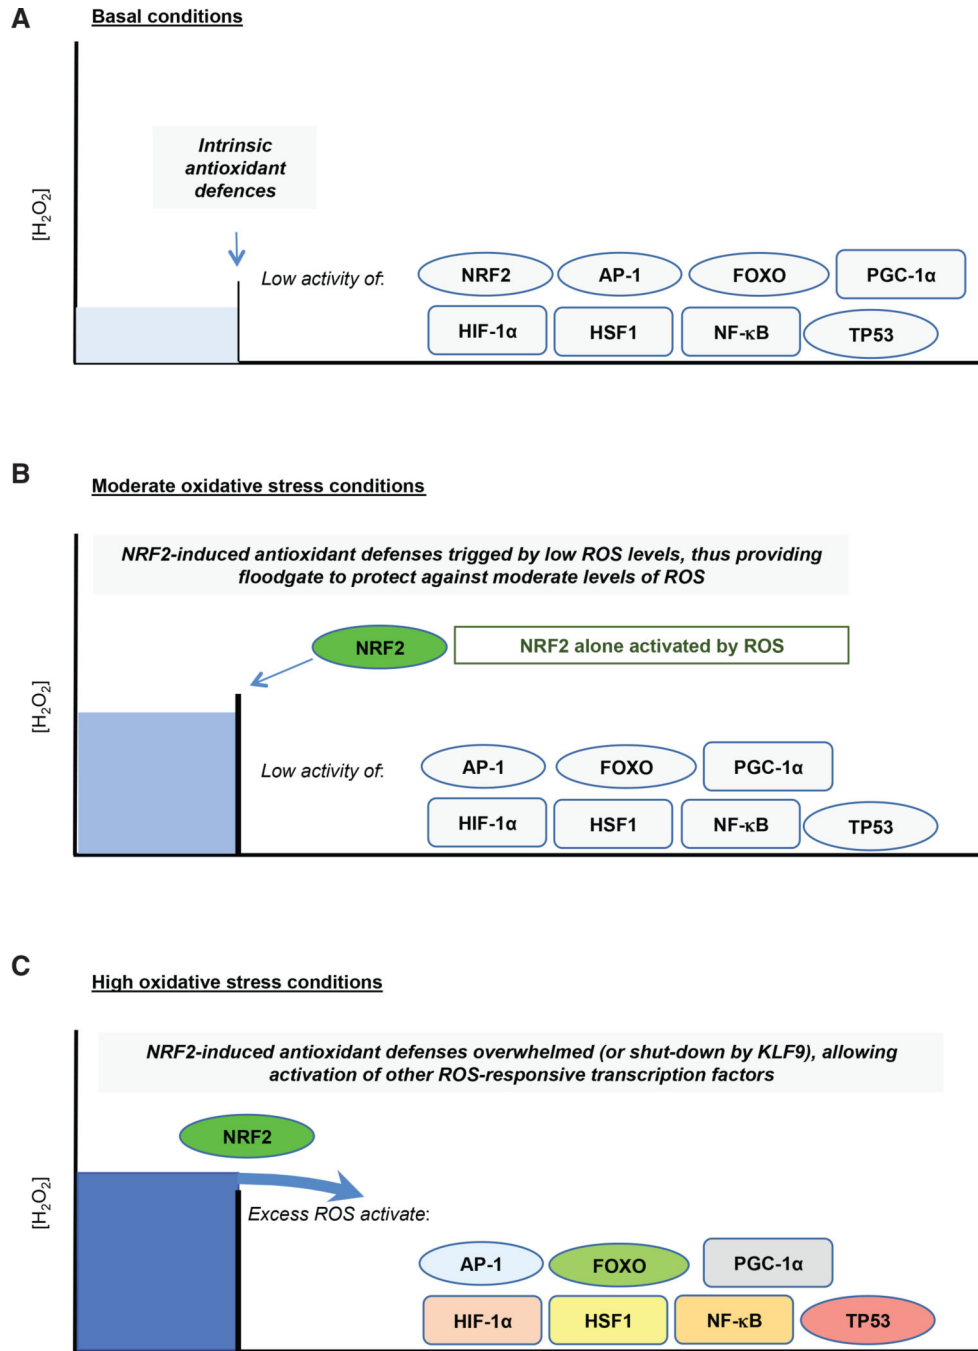 A
Basal conditions
[H₂O₂]
Intrinsic
antioxidant
defences
Low activity of:
NRF2
AP-1
FOXO
PGC-1α
HIF-1α
HSF1
NF-κB
TP53
B
Moderate oxidative stress conditions
[H₂O₂]
NRF2-induced antioxidant defenses trigged by low ROS levels, thus providing
floodgate to protect against moderate levels of ROS
NRF2
NRF2 alone activated by ROS
Low activity of:
AP-1
FOXO
PGC-1α
HIF-1α
HSF1
NF-κB
TP53
C
High oxidative stress conditions
[H₂O₂]
NRF2-induced antioxidant defenses overwhelmed (or shut-down by KLF9), allowing
activation of other ROS-responsive transcription factors
NRF2
Excess ROS activate:
AP-1
FOXO
PGC-1α
HIF-1α
HSF1
NF-κB
TP53